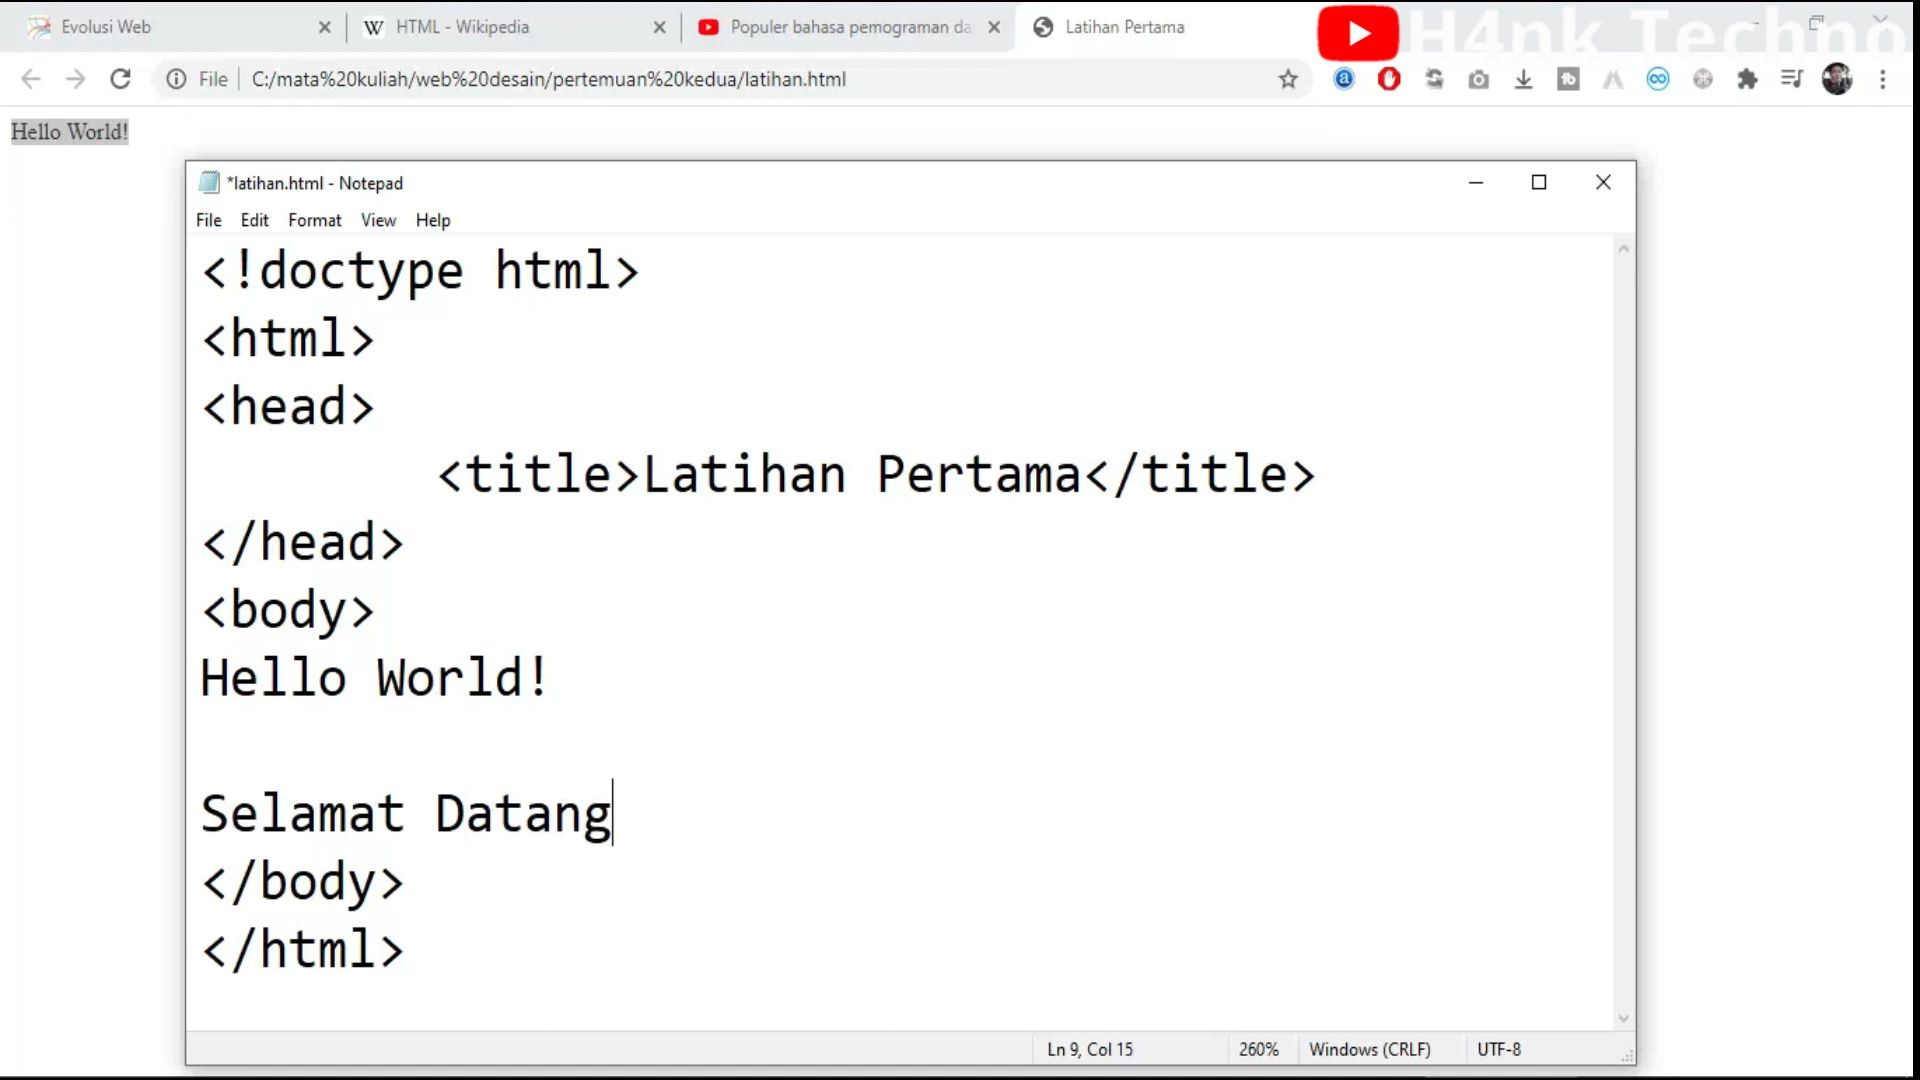 Evolusi Web
HTML - Wikipedia
Populer bahasa pemograman da
Latihan Pertama
H4nk Techno
File
C:/mata%20kuliah/web%20desain/pertemuan%20kedua/latihan.html
Hello World!
*latihan.html - Notepad
File Edit Format View Help
<!doctype html>
<html>
<head>
<title>Latihan Pertama</title>
</head>
<body>
Hello World!
Selamat Datang
</body>
</html>
Ln 9, Col 15
260%
Windows (CRLF)
UTF-8